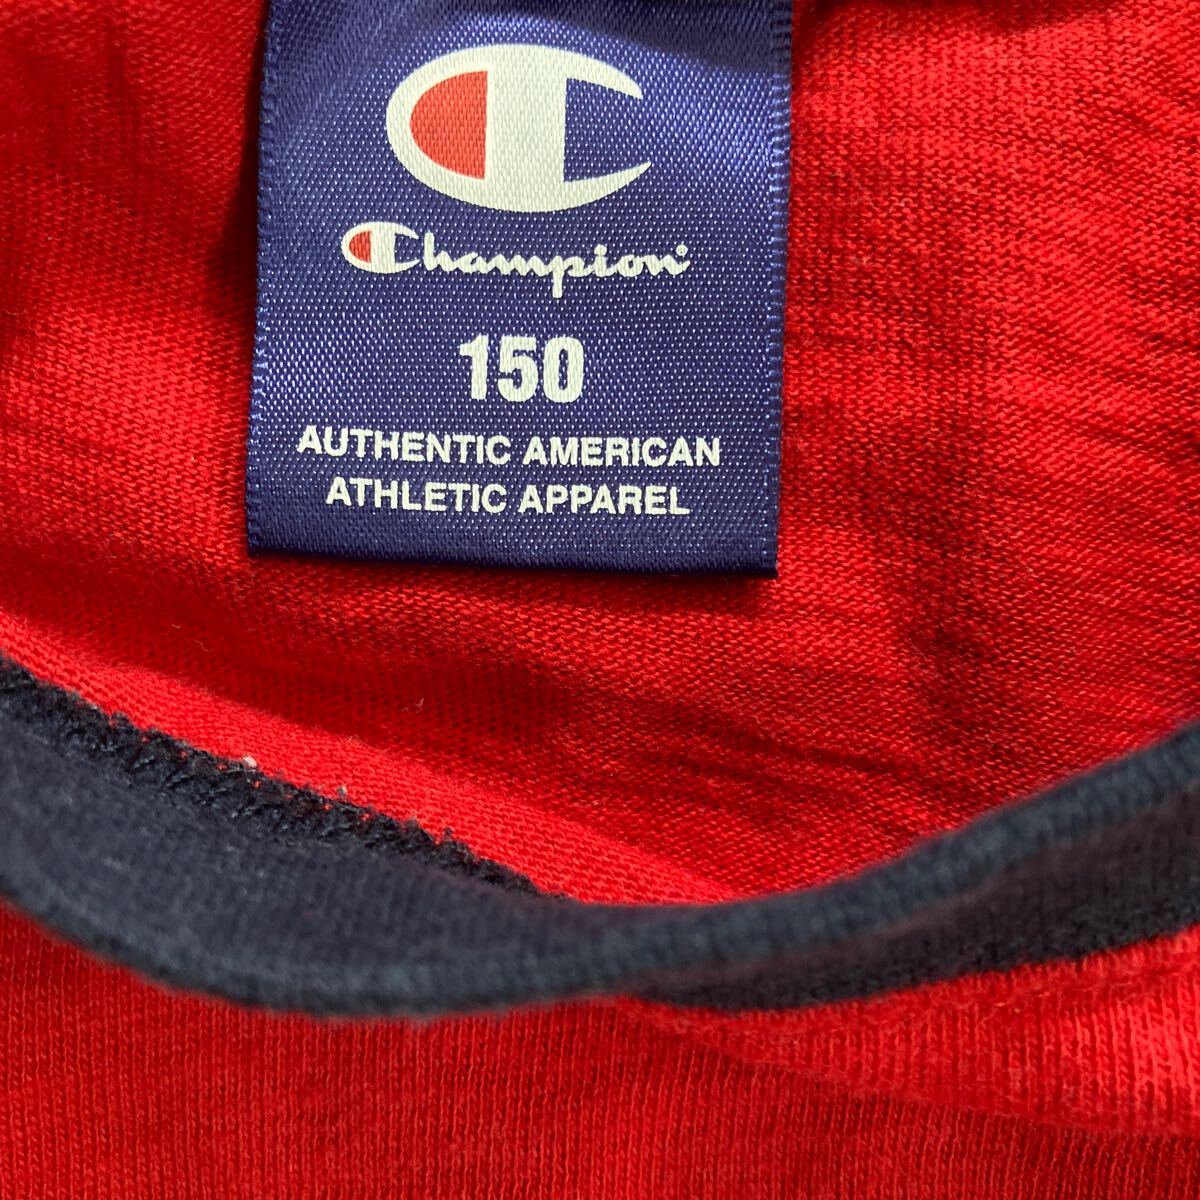 Champion
150
AUTHENTIC AMERICAN
ATHLETIC APPAREL